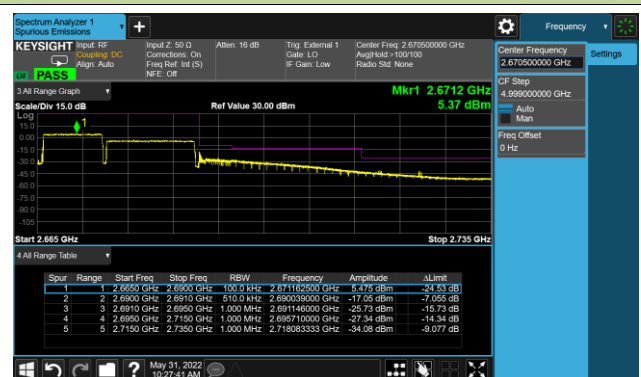 Spectrum Analyzer 1
Spurious Emissions
Frequency
KEYSIGHT Input: RF Input Z: 50 Ω Atten: 16 dB Trig: External 1 Center Freq: 2.670500000 GHz
Coupling: DC Corrections: On Gate: LO Avg|Hold:>100/100
Align: Auto Freq Ref: Int (S) IF Gain: Low Radio Std: None
NFE: Off
PASS
Center Frequency
2.670500000 GHz
Settings
CF Step
4.999000000 GHz
Auto
Man
Freq Offset
0 Hz
3 All Range Graph
Mkr1 2.6712 GHz
Scale/Div 15.0 dB Ref Value 30.00 dBm 5.37 dBm
Log
1
15.0
0.00
-15.0
-30.0
-45.0
-60.0
-75.0
-90.0
-105
Start 2.665 GHz Stop 2.735 GHz
4 All Range Table
Spur Range Start Freq Stop Freq RBW Frequency Amplitude ΔLimit
1 1 2.6650 GHz 2.6900 GHz 100.0 kHz 2.671162500 GHz 5.475 dBm -24.53 dB
2 2 2.6900 GHz 2.6910 GHz 510.0 kHz 2.690039000 GHz -17.05 dBm -7.055 dB
3 3 2.6910 GHz 2.6950 GHz 1.000 MHz 2.691146000 GHz -25.73 dBm -15.73 dB
4 4 2.6950 GHz 2.7150 GHz 1.000 MHz 2.695710000 GHz -27.34 dBm -14.34 dB
5 5 2.7150 GHz 2.7350 GHz 1.000 MHz 2.718083333 GHz -34.08 dBm -9.077 dB
May 31, 2022
10:27:41 AM